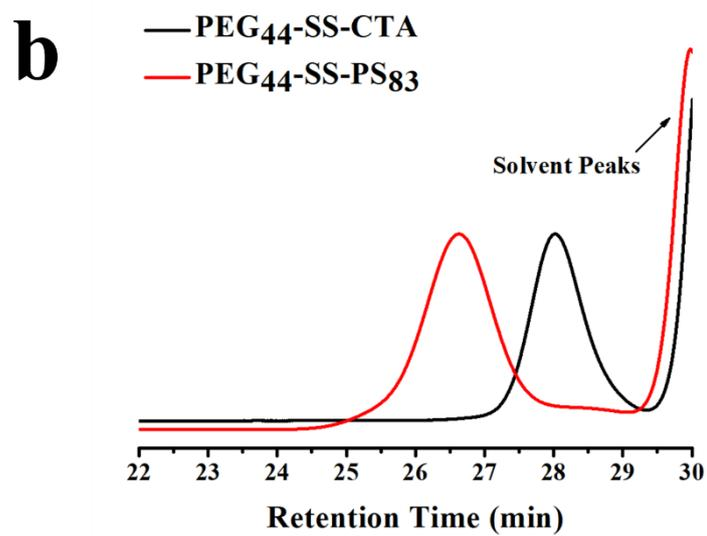 b
PEG44-SS-CTA
PEG44-SS-PS83
Solvent Peaks
22 23 24 25 26 27 28 29 30
Retention Time (min)